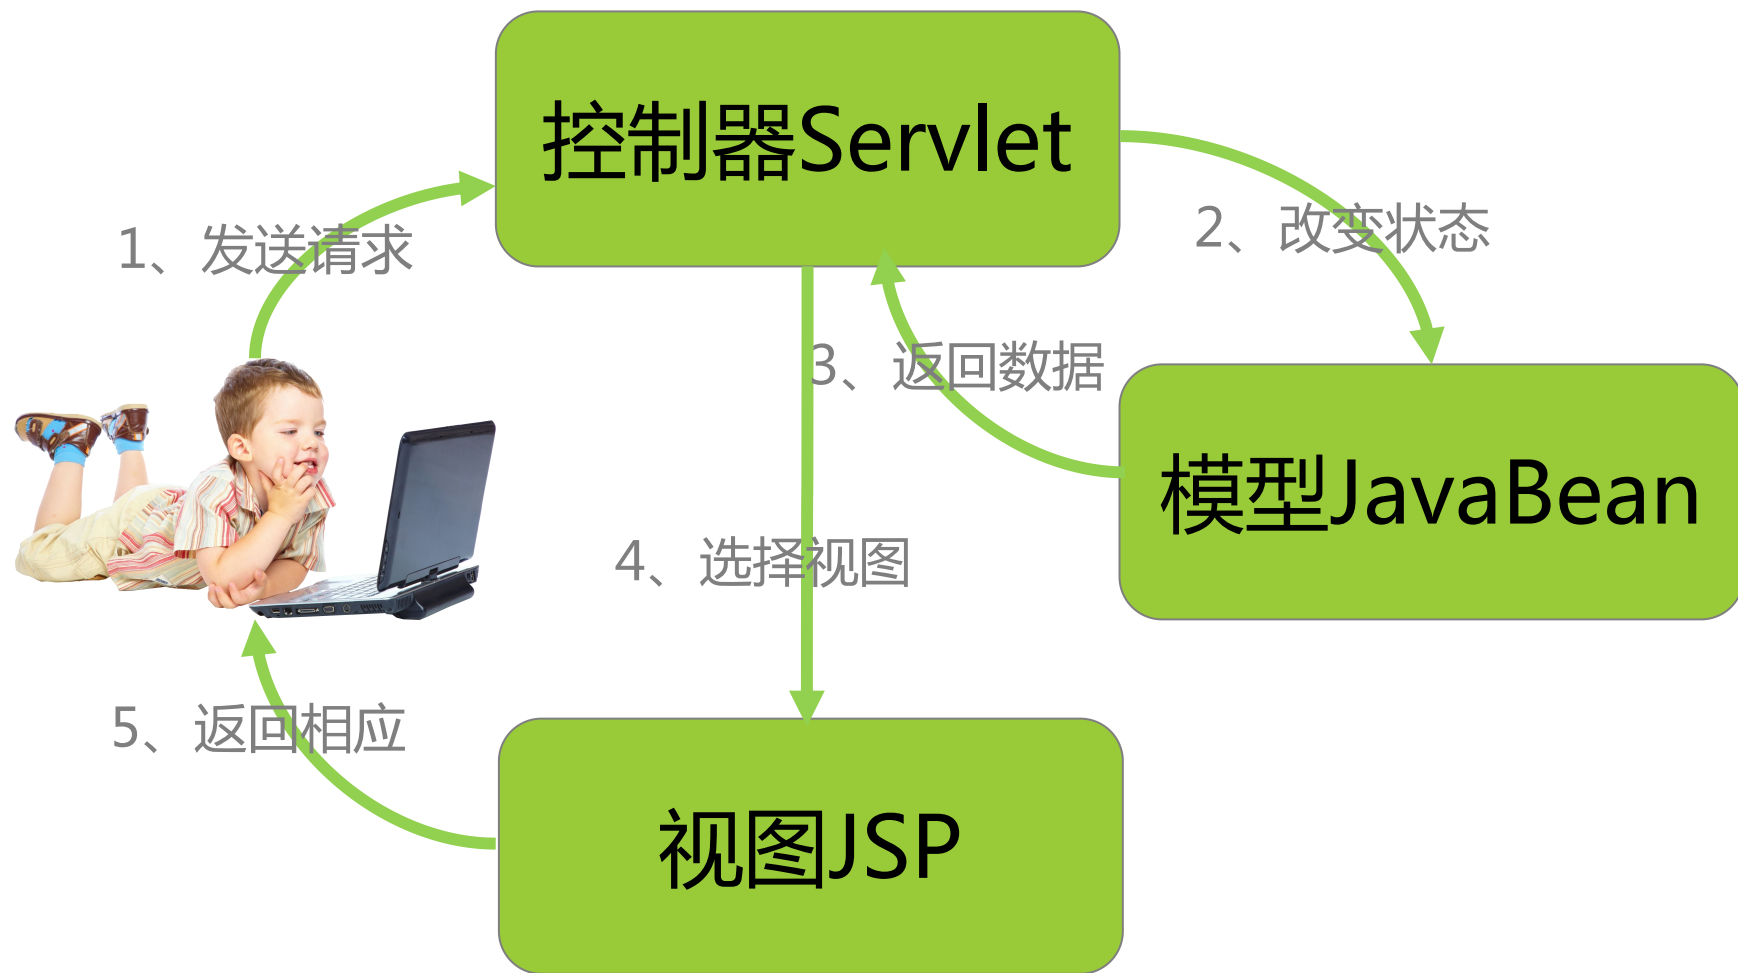 控制器Servlet
1、发送请求
2、改变状态
3、返回数据
模型JavaBean
4、选择视图
5、返回相应
视图JSP